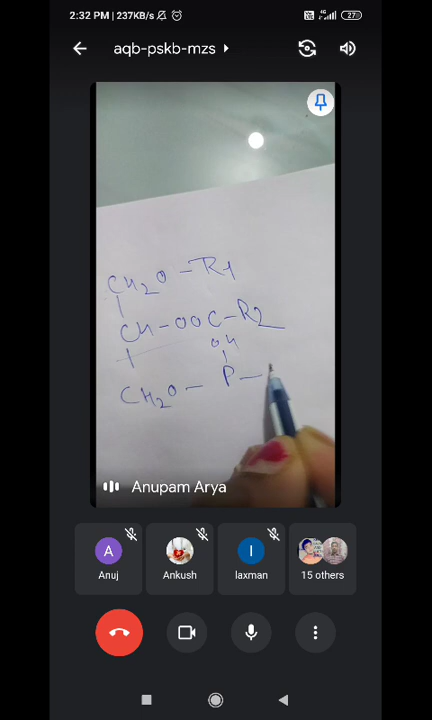 2:32 PM | 237KB/s
4G
27
aqb-pskb-mzs
CH2O-R1
CH-OOC-R2
OH
CH2O-P-
Anupam Arya
A
I
Anuj
Ankush
laxman
15 others